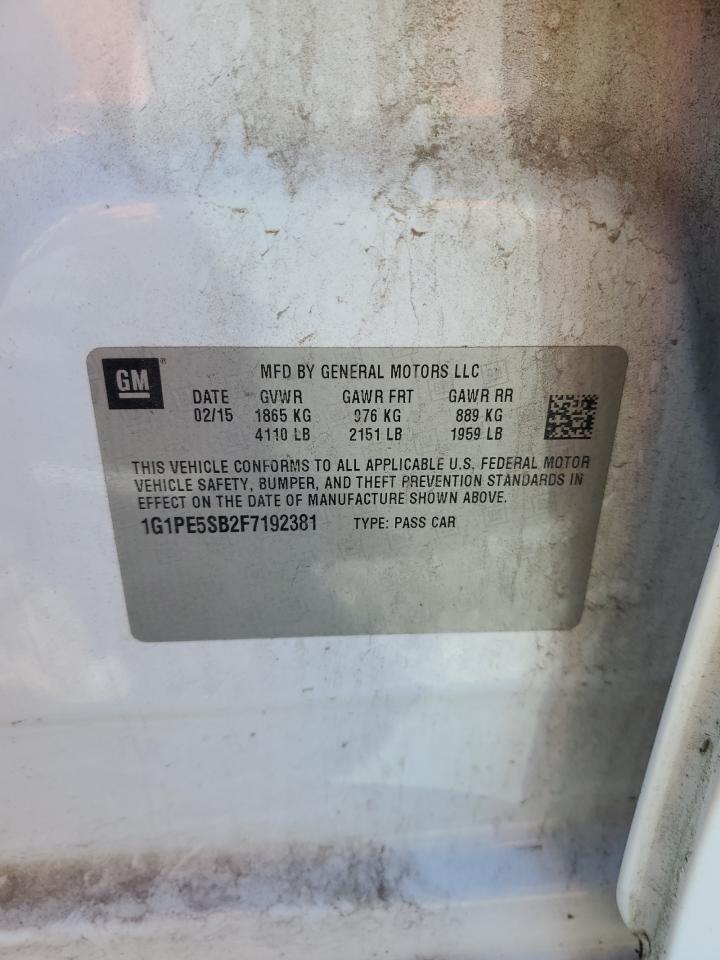 GM
MFD BY GENERAL MOTORS LLC
DATE GVWR GAWR FRT GAWR RR
02/15 1865 KG 976 KG 889 KG
4110 LB 2151 LB 1959 LB
THIS VEHICLE CONFORMS TO ALL APPLICABLE U.S. FEDERAL MOTOR
VEHICLE SAFETY, BUMPER, AND THEFT PREVENTION STANDARDS IN
EFFECT ON THE DATE OF MANUFACTURE SHOWN ABOVE.
1G1PE5SB2F7192381 TYPE: PASS CAR